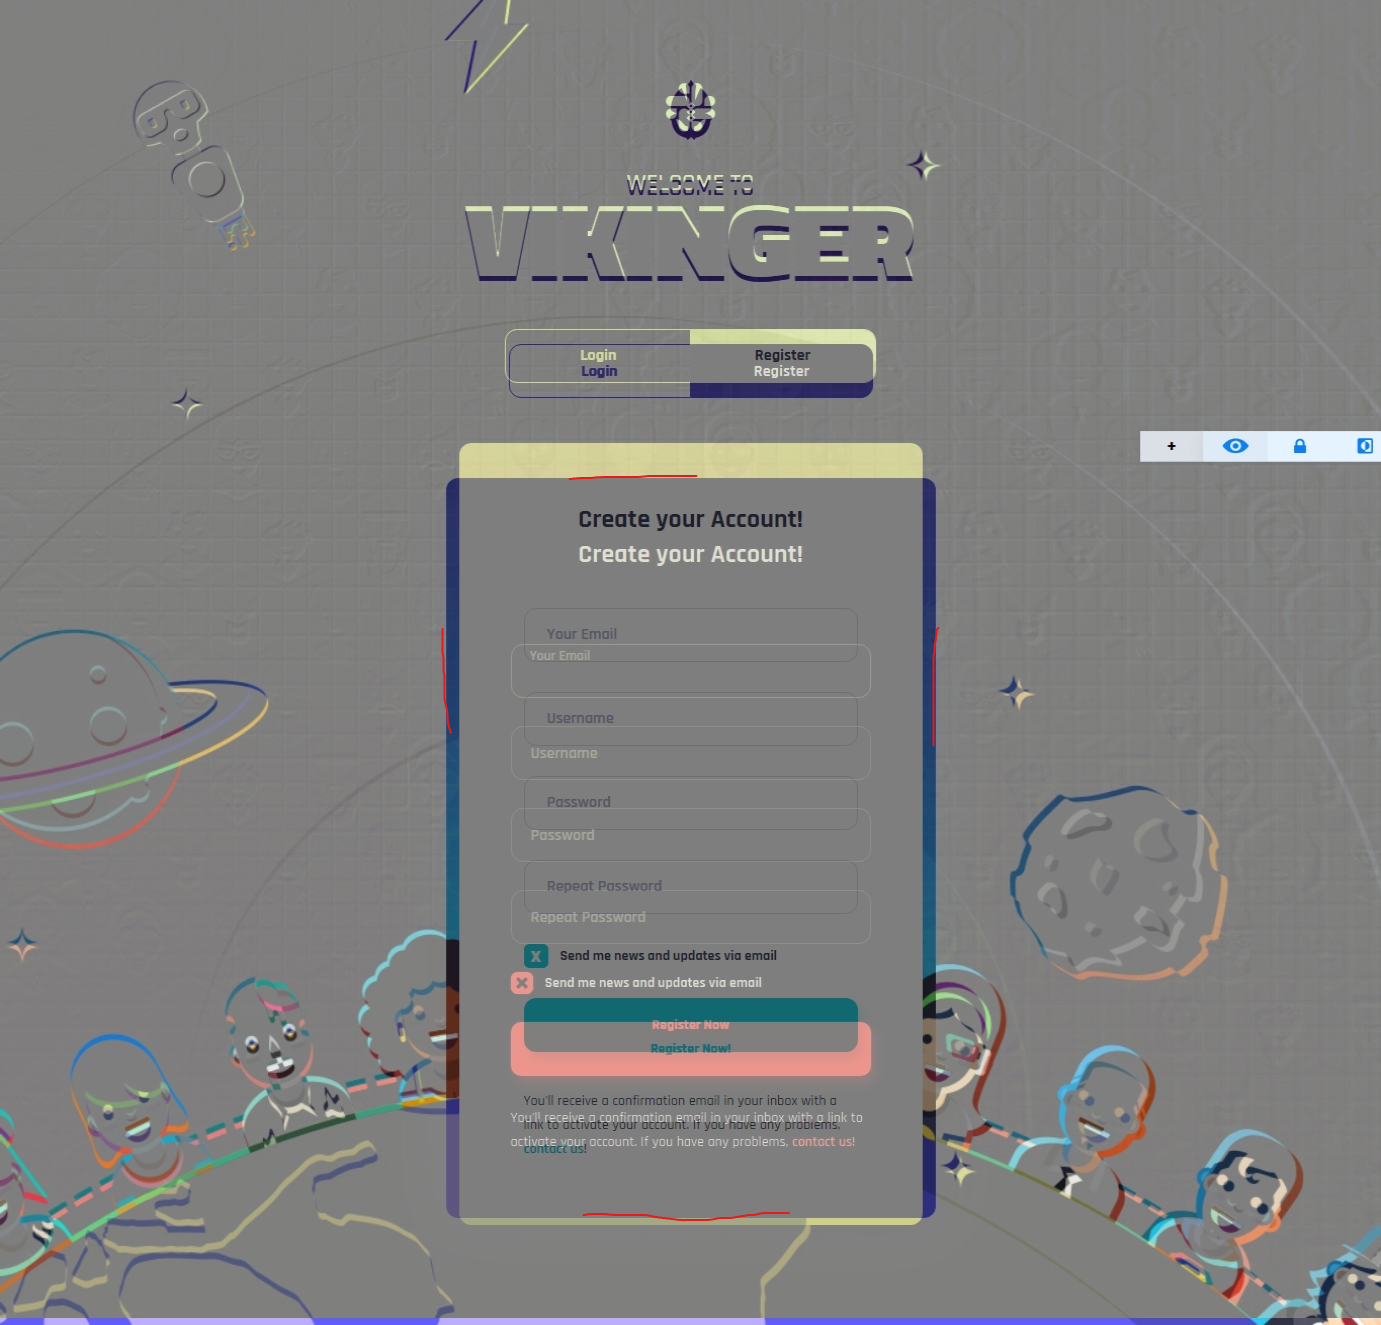 WELCOME TO
VIKINGER
Login
Register
Login
Register
Create your Account!
Create your Account!
Your Email
Your Email
Username
Username
Password
Password
Repeat Password
Repeat Password
Send me news and updates via email
Send me news and updates via email
Register Now
Register Now!
You'll receive a confirmation email in your inbox with a
You'll receive a confirmation email in your inbox with a link to
link to activate your account. If you have any problems,
activate your account. If you have any problems, contact us!
contact us!